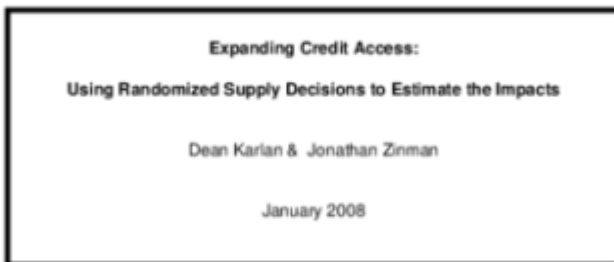 Expanding Credit Access:
Using Randomized Supply Decisions to Estimate the Impacts
Dean Karlan & Jonathan Zinman
January 2008